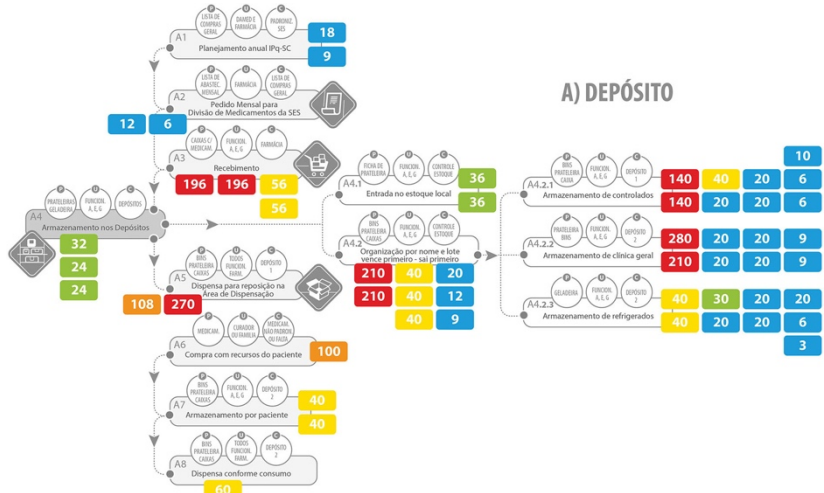 A) DEPÓSITO
P U C
LISTA DE COMPRAS GERAL
DAMED E FARMÁCIA
PADRONIZ. SES
A1
Planejamento anual IPq-SC
18
9
P U C
LISTA DE ABASTEC. MENSAL
FARMÁCIA
LISTA DE COMPRAS GERAL
A2
Pedido Mensal para
Divisão de Medicamentos da SES
12 6
P U C
CAIXAS C/ MEDICAM.
FUNCION. A, E, G
FARMÁCIA
A3
Recebimento
196 196 56
56
P U C
PRATELEIRAS GELADEIRA
FUNCION. A, E, G
DEPÓSITOS
A4
Armazenamento nos Depósitos
32
24
24
P U C
FICHA DE PRATELEIRA
FUNCION. A, E, G
CONTROLE ESTOQUE
A4.1
Entrada no estoque local
36
36
P U C
BINS PRATELEIRA CAIXAS
FUNCION. A, E, G
CONTROLE ESTOQUE
A4.2
Organização por nome e lote
vence primeiro - sai primeiro
210 40 20
210 40 12
40 9
P U C
BINS PRATELEIRA CAIXA
FUNCION. A, E, G
DEPÓSITO 1
A4.2.1
Armazenamento de controlados
10
140 40 20 6
140 20 20 6
P U C
PRATELEIRA BINS
FUNCION. A, E, G
DEPÓSITO 2
A4.2.2
Armazenamento de clínica geral
280 20 20 9
210 20 20 9
P U C
GELADEIRA
FUNCION. A, E, G
DEPÓSITO 2
A4.2.3
Armazenamento de refrigerados
40 30 20 20
40 20 20 6
3
P U C
BINS PRATELEIRA CAIXAS
TODOS FUNCION. FARM.
DEPÓSITO 1
A5
Dispensa para reposição na
Área de Dispensação
108 270
P U C
MEDICAM.
CURADOR OU FAMÍLIA
MEDICAM. NÃO PADRON. OU FALTA
A6
Compra com recursos do paciente
100
P U C
BINS PRATELEIRA CAIXAS
FUNCION. A, E, G
DEPÓSITO 2
A7
Armazenamento por paciente
40
40
P U C
BINS PRATELEIRA CAIXAS
TODOS FUNCION. FARM.
DEPÓSITO 2
A8
Dispensa conforme consumo
60